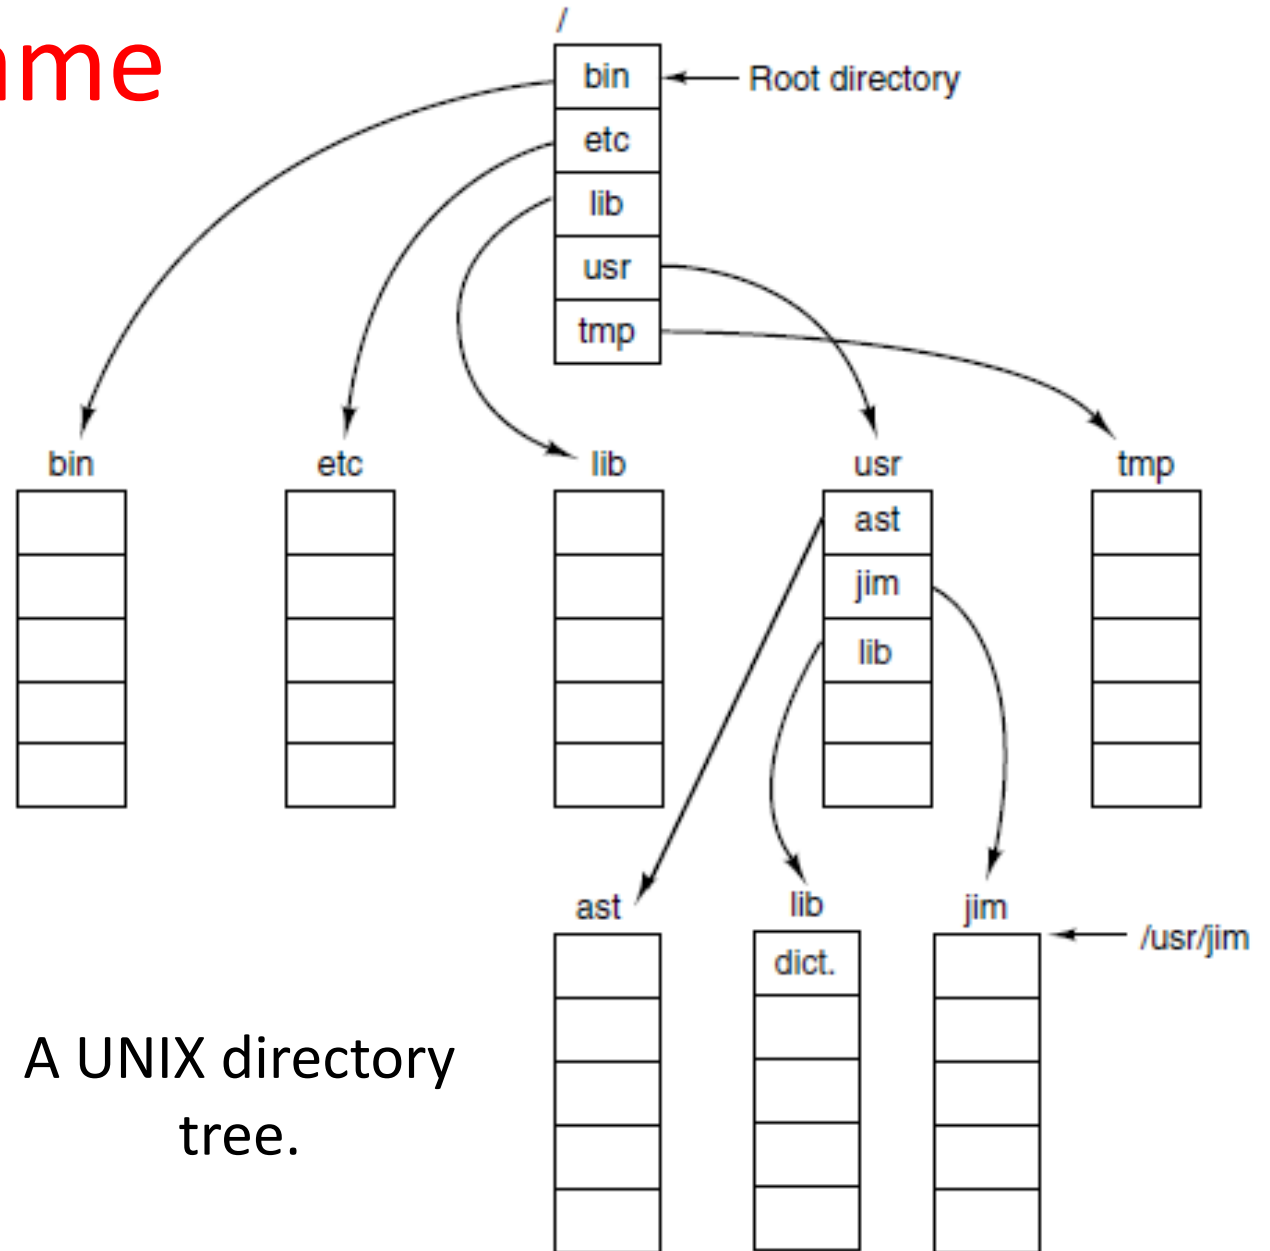 /
bin
Root directory
etc
lib
usr
tmp
bin
etc
lib
usr
tmp
ast
jim
lib
ast
lib
jim
/usr/jim
dict.
A UNIX directory
tree.